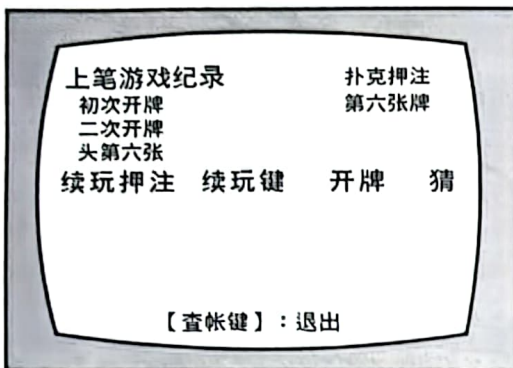 上笔游戏纪录 扑克押注
初次开牌 第六张牌
二次开牌
头第六张
续玩押注 续玩键 开牌 猜
【查帐键】:退出